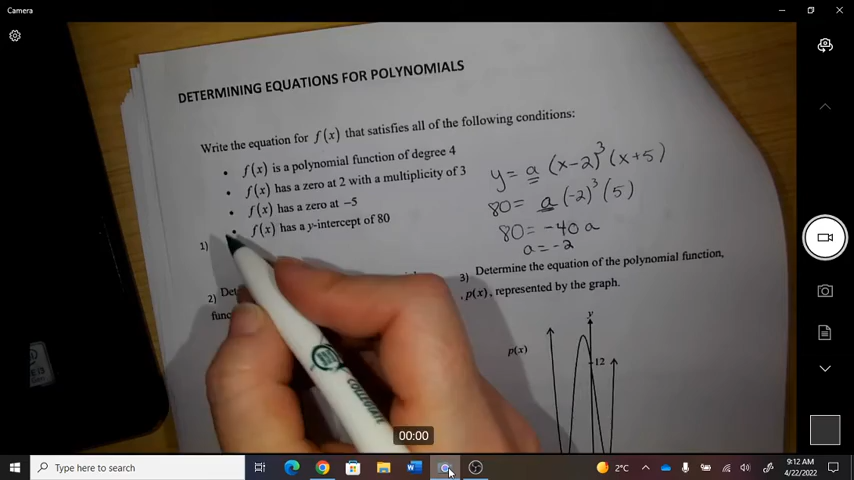 Camera
DETERMINING EQUATIONS FOR POLYNOMIALS
Write the equation for f(x) that satisfies all of the following conditions:
• f(x) is a polynomial function of degree 4
• f(x) has a zero at 2 with a multiplicity of 3
• f(x) has a zero at −5
• f(x) has a y-intercept of 80
1)
y = a (x-2)³ (x+5)
80 = a (-2)³ (5)
80 = -40 a
a = -2
2)
func
3) Determine the equation of the polynomial function,
p(x), represented by the graph.
y
p(x)
12
00:00
Type here to search
2°C
9:12 AM
4/22/2022